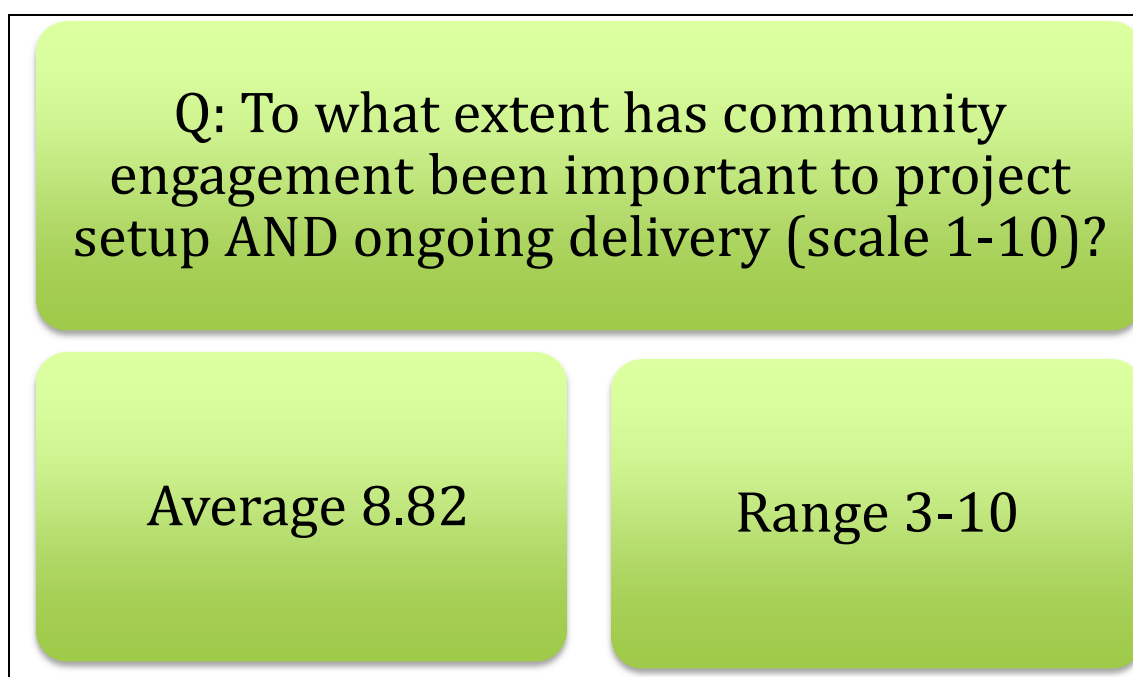 Q: To what extent has community
engagement been important to project
setup AND ongoing delivery (scale 1-10)?
Average 8.82
Range 3-10